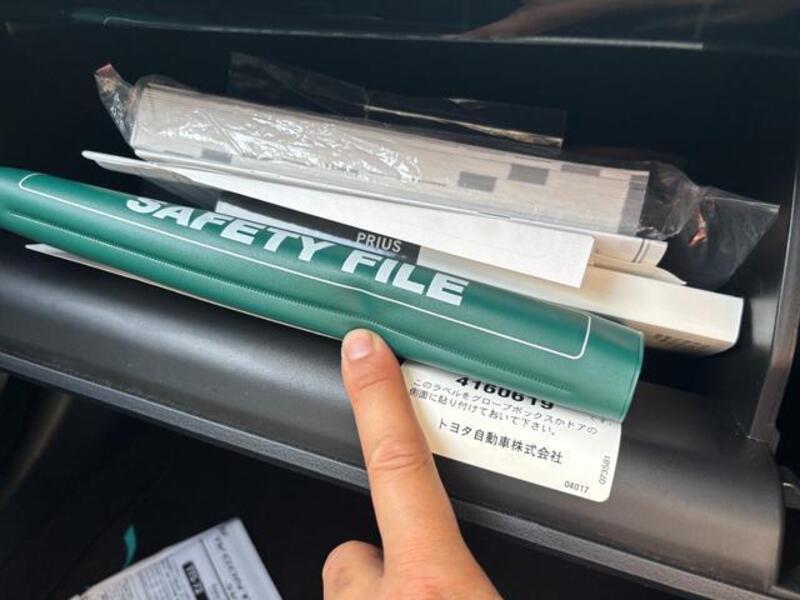 SAFETY FILE
PRIUS
4160619
です。
このラベルをグローブボックスかドアの
側面に貼り付けておいて下さい。
トヨタ自動車株式会社
073581
04017